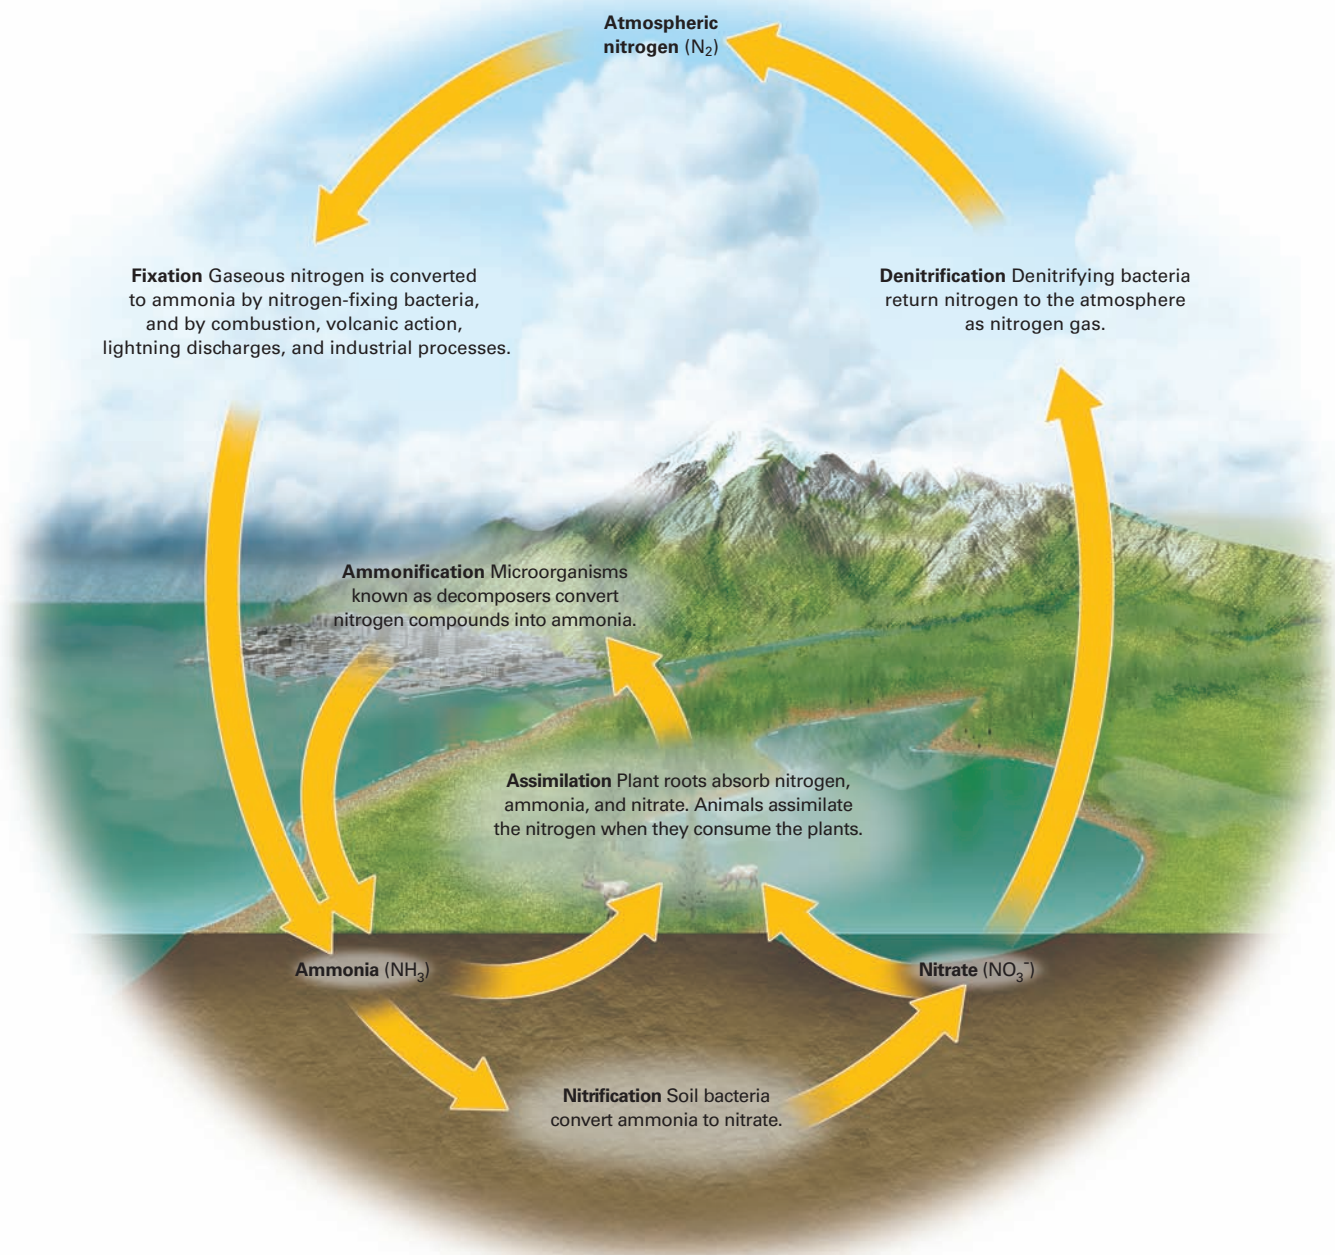 Atmospheric
nitrogen (N₂)
Fixation Gaseous nitrogen is converted
to ammonia by nitrogen-fixing bacteria,
and by combustion, volcanic action,
lightning discharges, and industrial processes.
Denitrification Denitrifying bacteria
return nitrogen to the atmosphere
as nitrogen gas.
Ammonification Microorganisms
known as decomposers convert
nitrogen compounds into ammonia.
Assimilation Plant roots absorb nitrogen,
ammonia, and nitrate. Animals assimilate
the nitrogen when they consume the plants.
Ammonia (NH₃)
Nitrate (NO₃⁻)
Nitrification Soil bacteria
convert ammonia to nitrate.